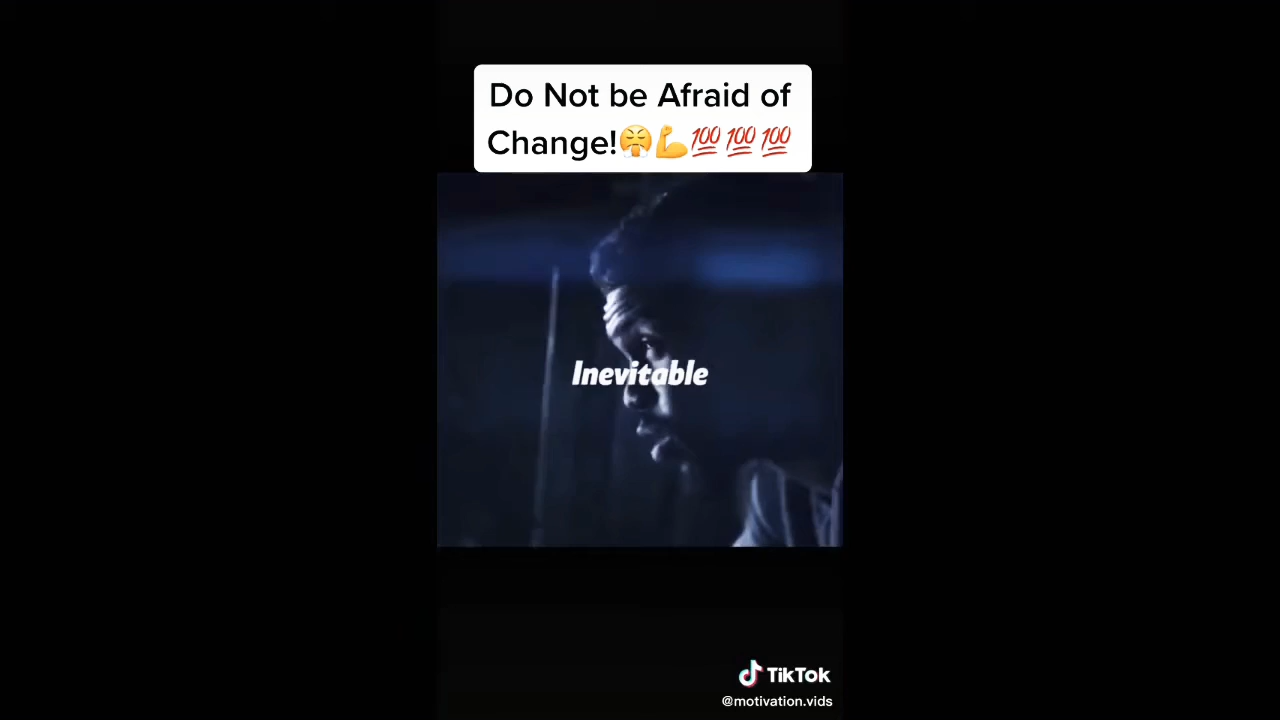 Do Not be Afraid of
Change!😤💪💯💯💯
Inevitable
TikTok
@motivation.vids